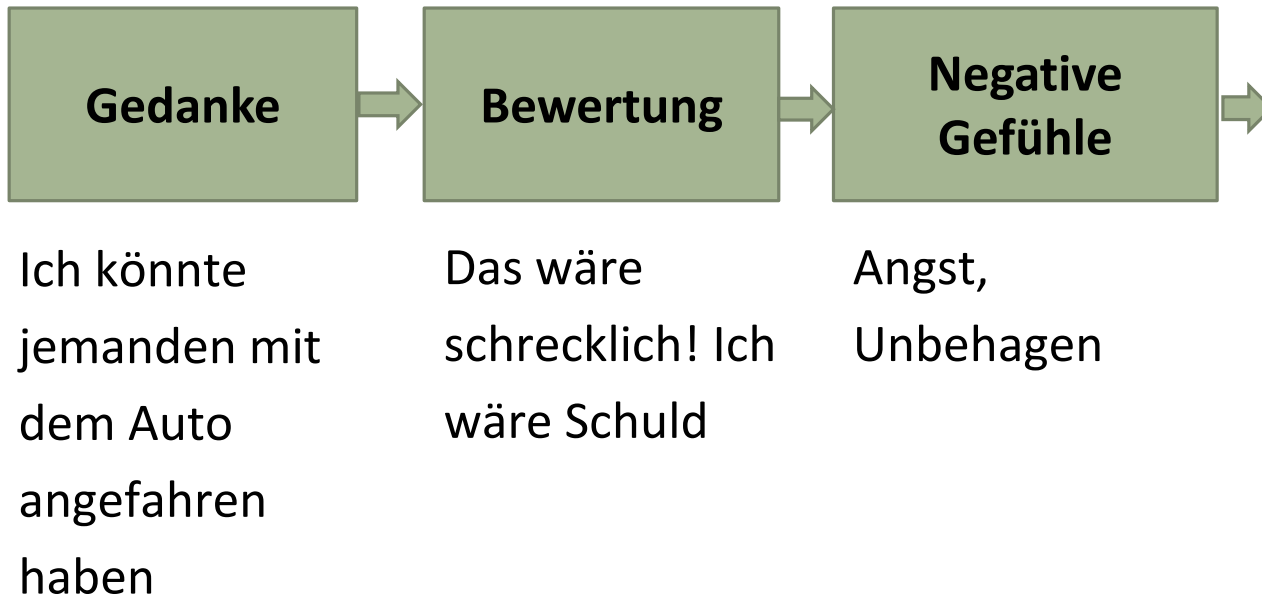 Gedanke
Bewertung
Negative
Gefühle
Ich könnte
jemanden mit
dem Auto
angefahren
haben
Das wäre
schrecklich! Ich
wäre Schuld
Angst,
Unbehagen